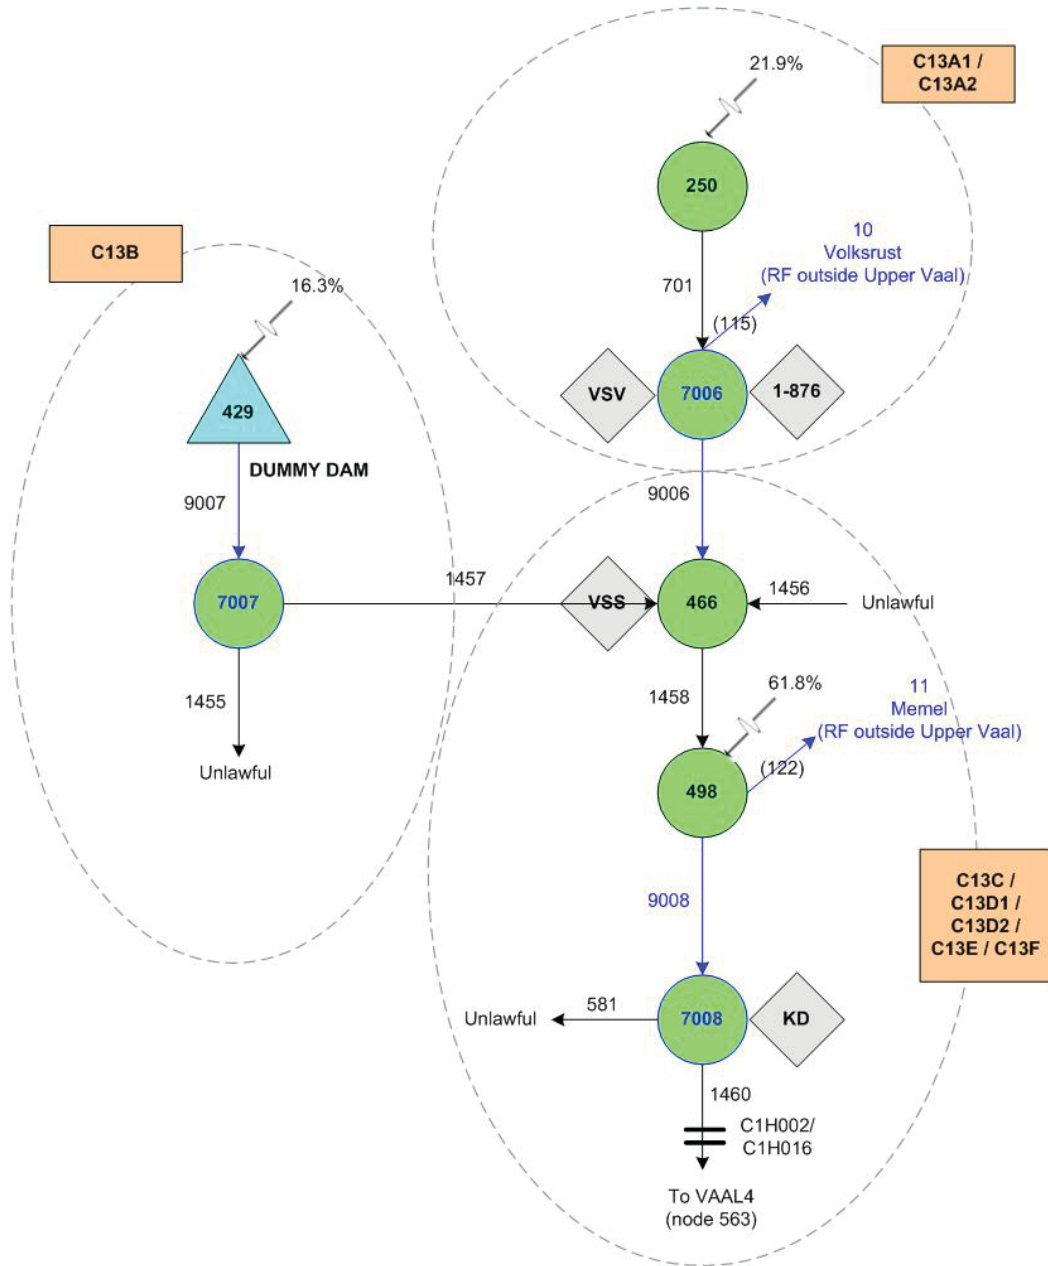 21.9%
C13A1 /
C13A2
250
C13B
10
Volksrust
(RF outside Upper Vaal)
701
16.3%
(115)
VSV
7006
1-876
429
DUMMY DAM
9006
9007
1457
7007
VSS
466
1456
Unlawful
1455
1458
61.8%
11
Memel
(RF outside Upper Vaal)
Unlawful
(122)
498
9008
C13C /
C13D1 /
C13D2 /
C13E / C13F
Unlawful
581
7008
KD
1460
C1H002/
C1H016
To VAAL4
(node 563)